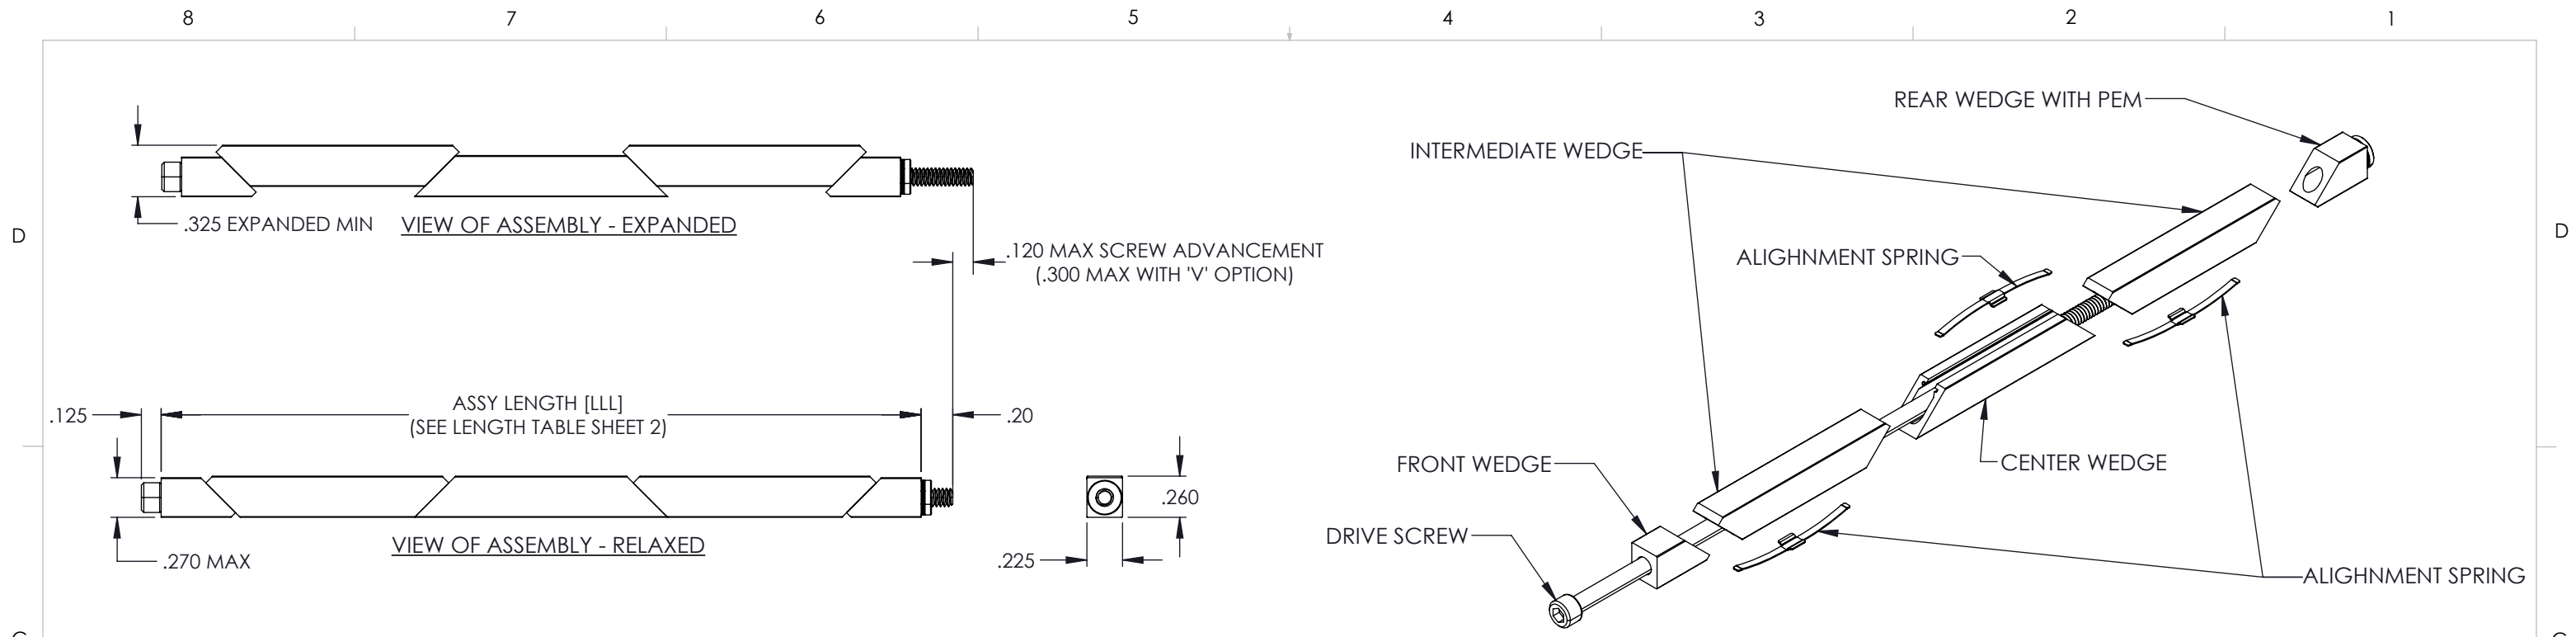 8 7 6 5 4 3 2 1
REAR WEDGE WITH PEM
INTERMEDIATE WEDGE
.325 EXPANDED MIN
VIEW OF ASSEMBLY - EXPANDED
D
D
.120 MAX SCREW ADVANCEMENT
(.300 MAX WITH 'V' OPTION)
ALIGHNMENT SPRING
.125
ASSY LENGTH [LLL]
(SEE LENGTH TABLE SHEET 2)
.20
FRONT WEDGE
CENTER WEDGE
.260
DRIVE SCREW
VIEW OF ASSEMBLY - RELAXED
.270 MAX
.225
ALIGHNMENT SPRING